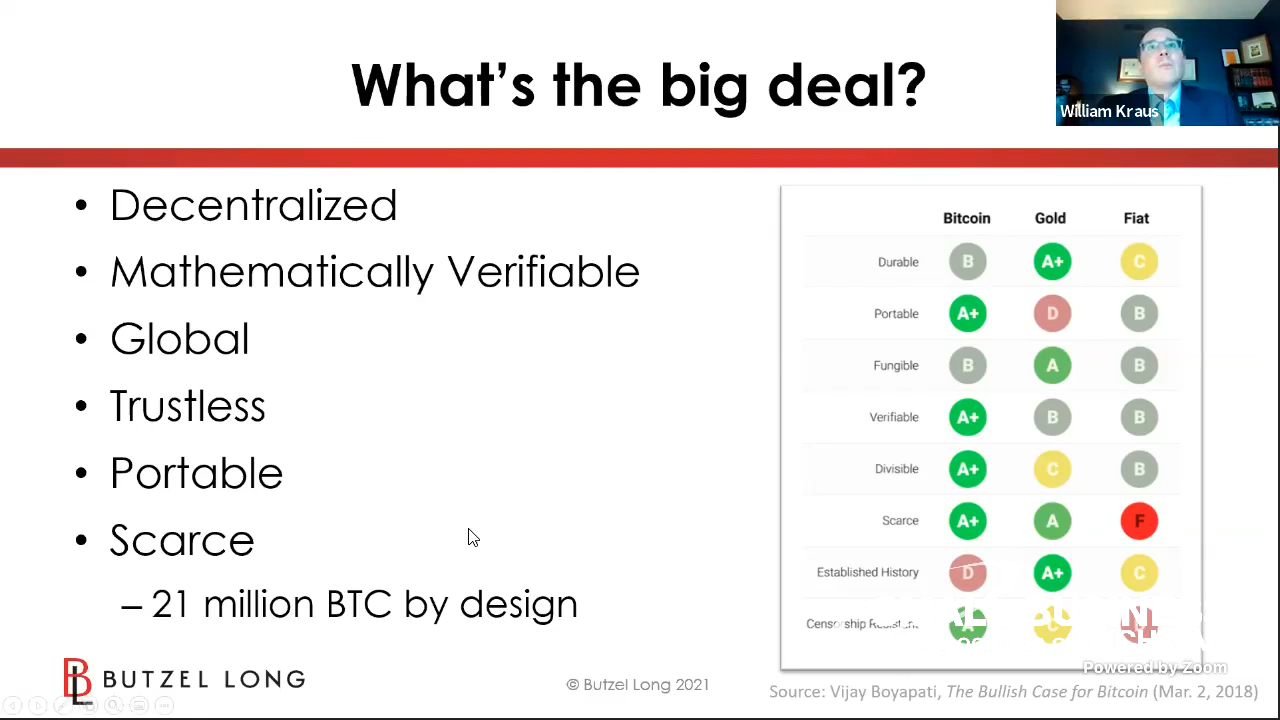 What's the big deal?
William Kraus
• Decentralized
• Mathematically Verifiable
• Global
• Trustless
• Portable
• Scarce
– 21 million BTC by design
Bitcoin Gold Fiat
Durable B A+ C
Portable A+ D B
Fungible B A B
Verifiable A+ B B
Divisible A+ C B
Scarce A+ A F
Established History D A+ C
Censorship Resistant A C
Powered by Zoom
BUTZEL LONG
© Butzel Long 2021
Source: Vijay Boyapati, The Bullish Case for Bitcoin (Mar. 2, 2018)